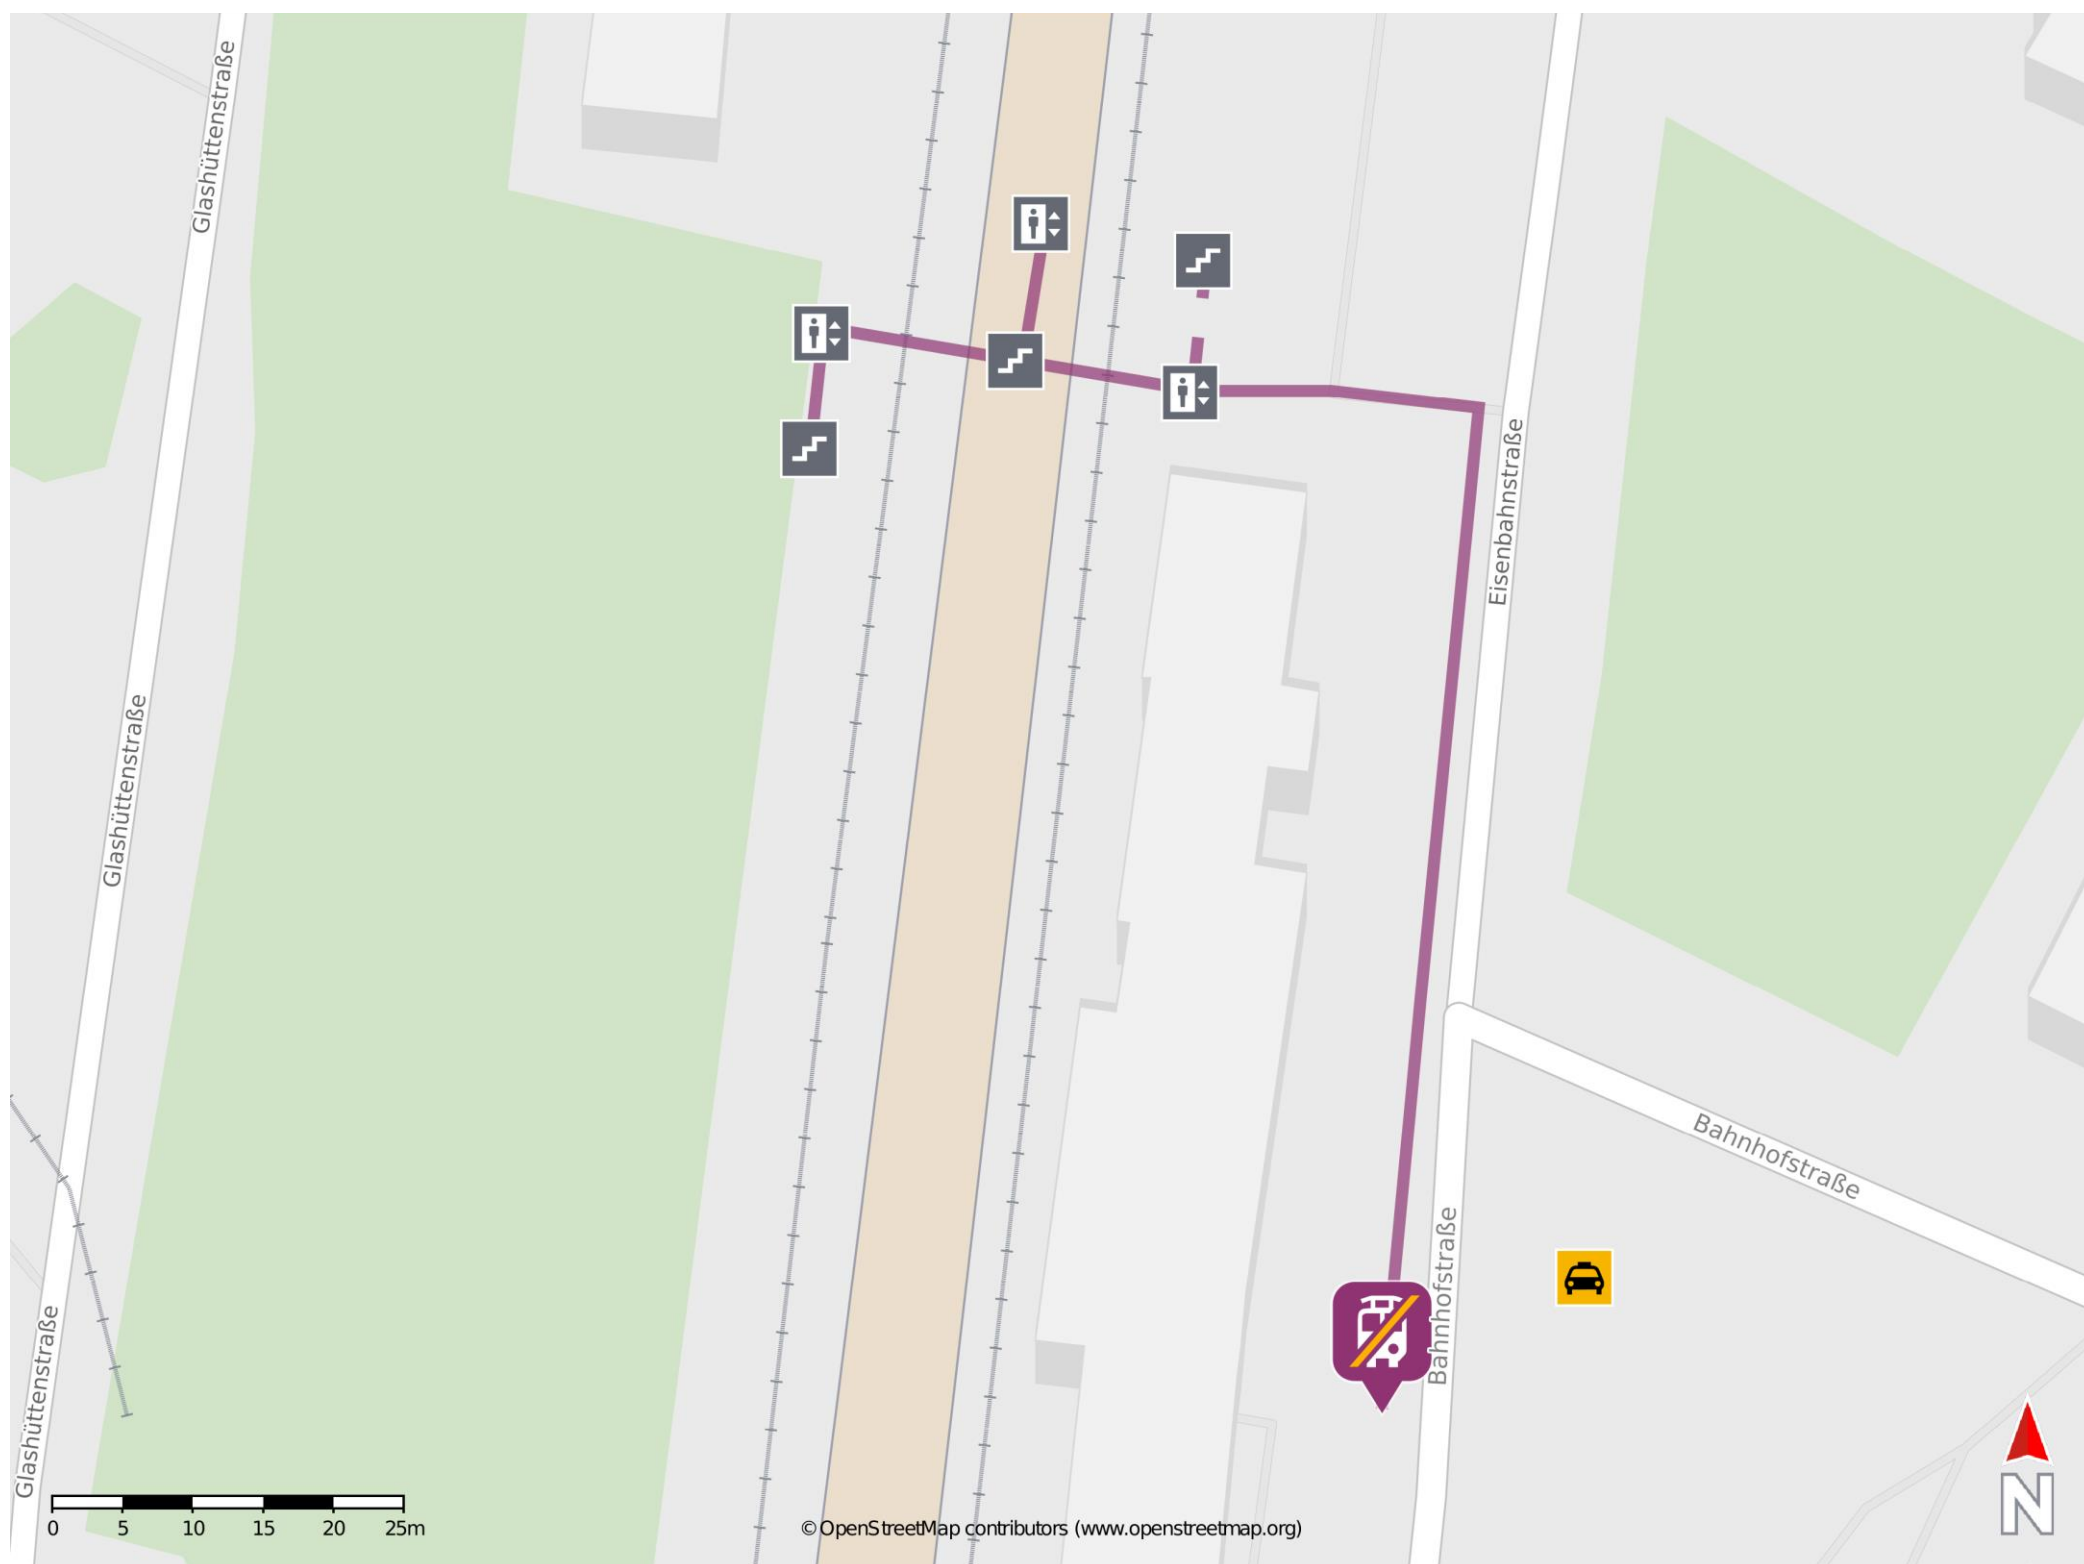 Glashüttenstraße
Eisenbahnstraße
Glashüttenstraße
Bahnhofstraße
Bahnhofstraße
Glashüttenstraße
0 5 10 15 20 25m
© OpenStreetMap contributors (www.openstreetmap.org)
N